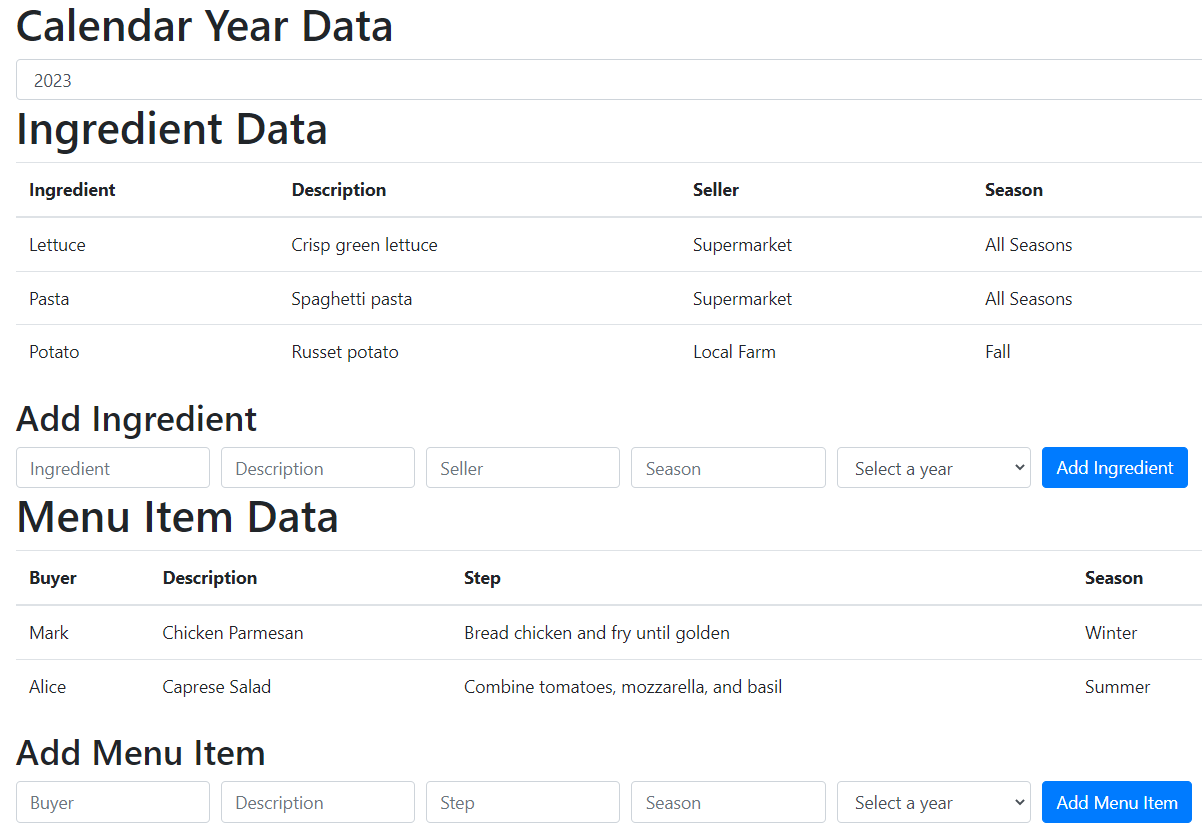 Calendar Year Data
2023
Ingredient Data
Ingredient Description Seller Season
Lettuce Crisp green lettuce Supermarket All Seasons
Pasta Spaghetti pasta Supermarket All Seasons
Potato Russet potato Local Farm Fall
Add Ingredient
Ingredient Description Seller Season Select a year Add Ingredient
Menu Item Data
Buyer Description Step Season
Mark Chicken Parmesan Bread chicken and fry until golden Winter
Alice Caprese Salad Combine tomatoes, mozzarella, and basil Summer
Add Menu Item
Buyer Description Step Season Select a year Add Menu Item